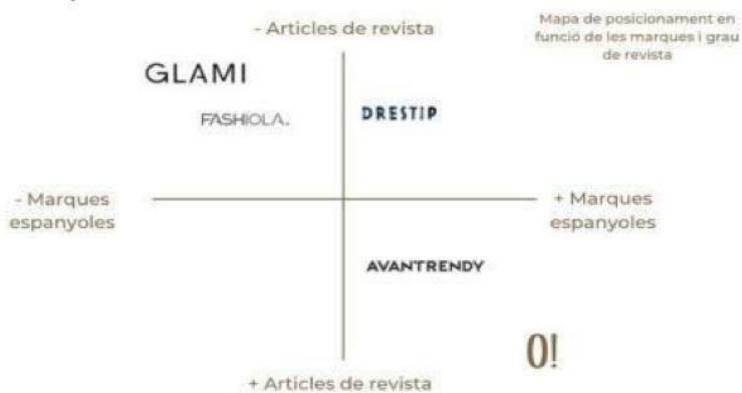 - Articles de revista
Mapa de posicionament en
funció de les marques i grau
de revista
GLAMI
FASHIOLA.
DRESTIP
- Marques
espanyoles
+ Marques
espanyoles
AVANTRENDY
O!
+ Articles de revista